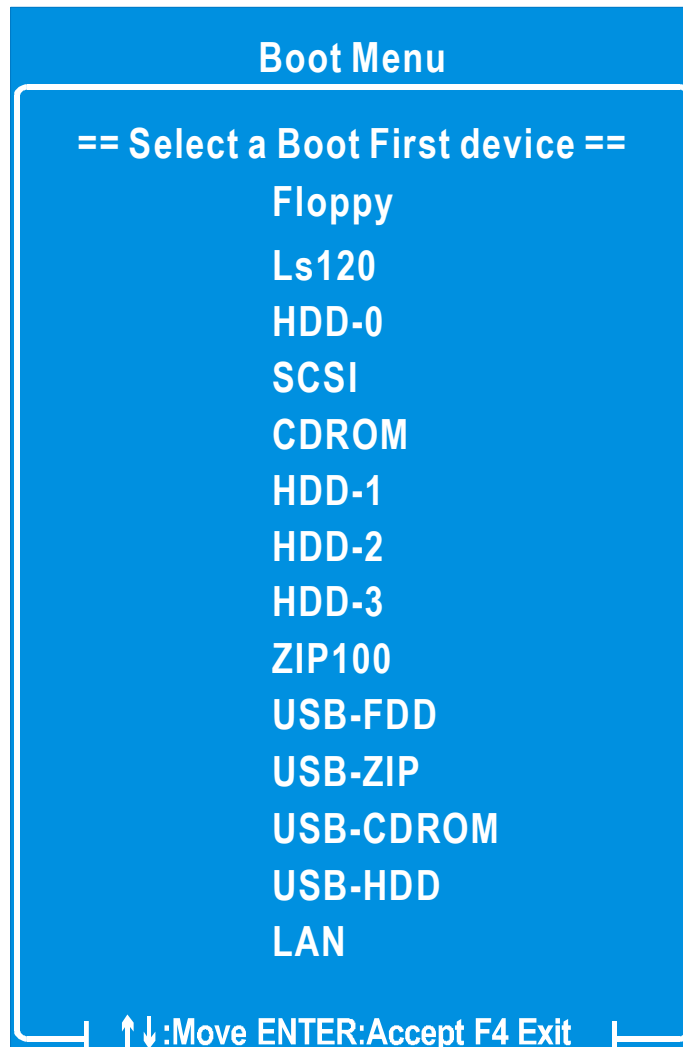 Boot Menu
== Select a Boot First device ==
Floppy
Ls120
HDD-0
SCSI
CDROM
HDD-1
HDD-2
HDD-3
ZIP100
USB-FDD
USB-ZIP
USB-CDROM
USB-HDD
LAN
↑↓:Move ENTER:Accept F4 Exit